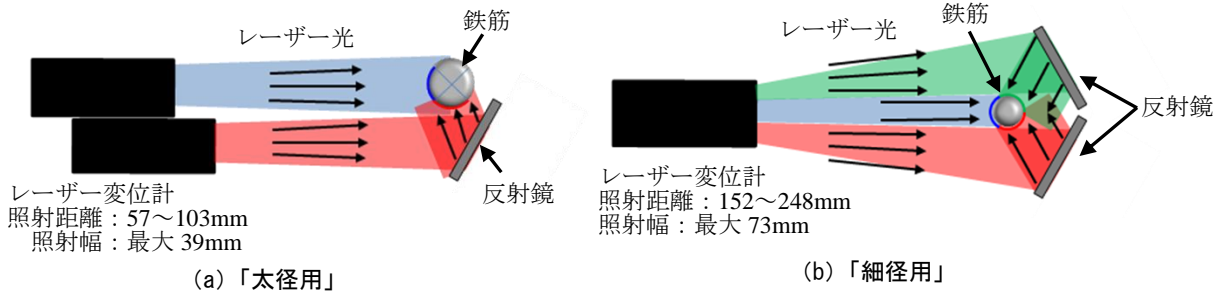 鉄筋
レーザー光
反射鏡
レーザー変位計
照射距離：57～103mm
照射幅：最大 39mm
(a)「太径用」
鉄筋
レーザー光
反射鏡
レーザー変位計
照射距離：152～248mm
照射幅：最大 73mm
(b)「細径用」